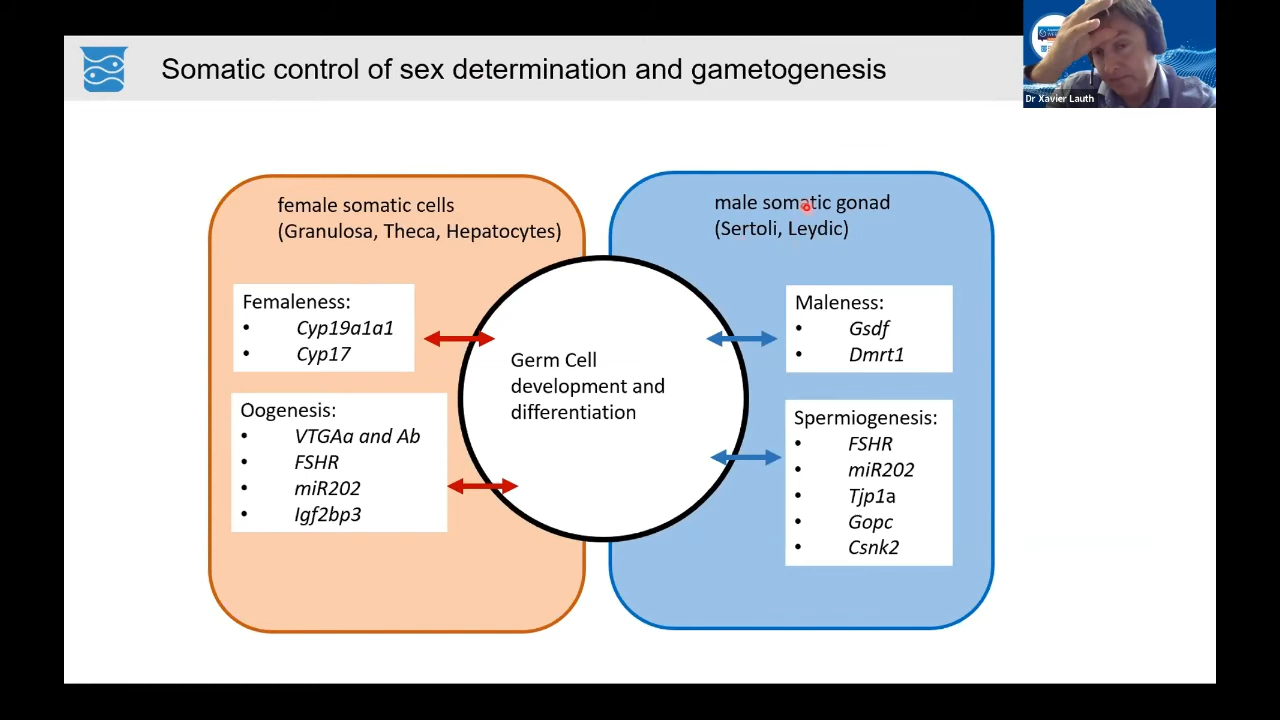 Somatic control of sex determination and gametogenesis
Dr Xavier Lauth
female somatic cells
(Granulosa, Theca, Hepatocytes)
Femaleness:
• Cyp19a1a1
• Cyp17
Oogenesis:
• VTGAa and Ab
• FSHR
• miR202
• Igf2bp3
Germ Cell
development and
differentiation
male somatic gonad
(Sertoli, Leydic)
Maleness:
• Gsdf
• Dmrt1
Spermiogenesis:
• FSHR
• miR202
• Tjp1a
• Gopc
• Csnk2